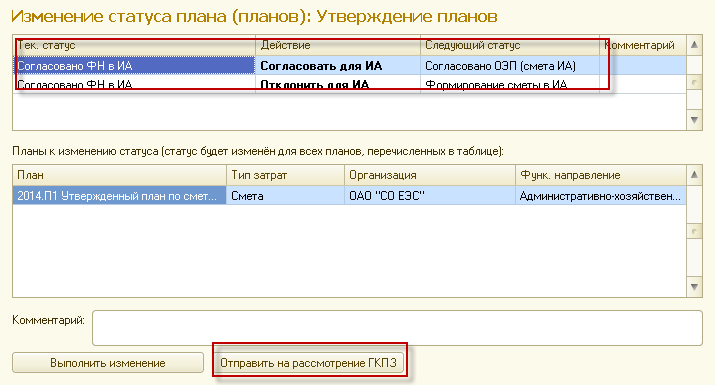 Изменение статуса плана (планов): Утверждение планов
Тек. статус Действие Следующий статус Комментарий
Согласовано ФН в ИА Согласовать для ИА Согласовано ОЗП (смета ИА)
Согласовано ФН в ИА Отклонить для ИА Формирование сметы в ИА
Планы к изменению статуса (статус будет изменён для всех планов, перечисленных в таблице):
План Тип затрат Организация Функ. направление
2014.П1 Утвержденный план по смет... Смета ОАО "СО ЕЭС" Административно-хозяйствен...
Комментарий:
Выполнить изменение Отправить на рассмотрение ГКПЗ